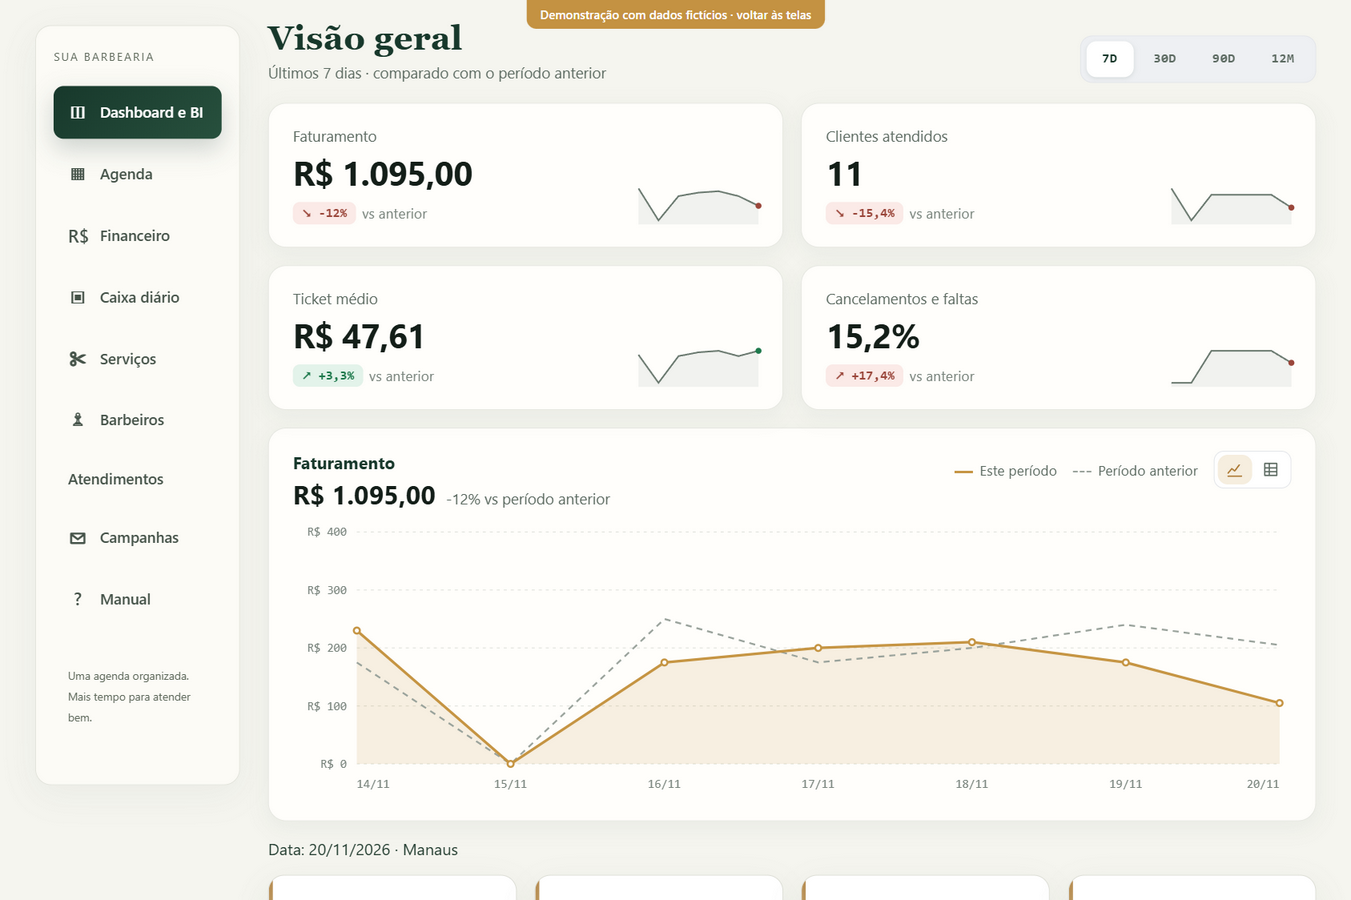 Demonstração com dados fictícios · voltar às telas
SUA BARBEARIA
Dashboard e BI
Agenda
R$ Financeiro
Caixa diário
Serviços
Barbeiros
Atendimentos
Campanhas
? Manual
Uma agenda organizada.
Mais tempo para atender
bem.
Visão geral
Últimos 7 dias · comparado com o período anterior
7D 30D 90D 12M
Faturamento
R$ 1.095,00
↘ -12% vs anterior
Clientes atendidos
11
↘ -15,4% vs anterior
Ticket médio
R$ 47,61
↗ +3,3% vs anterior
Cancelamentos e faltas
15,2%
↗ +17,4% vs anterior
Faturamento
R$ 1.095,00 -12% vs período anterior
Este período Período anterior
R$ 400
R$ 300
R$ 200
R$ 100
R$ 0
14/11 15/11 16/11 17/11 18/11 19/11 20/11
Data: 20/11/2026 · Manaus